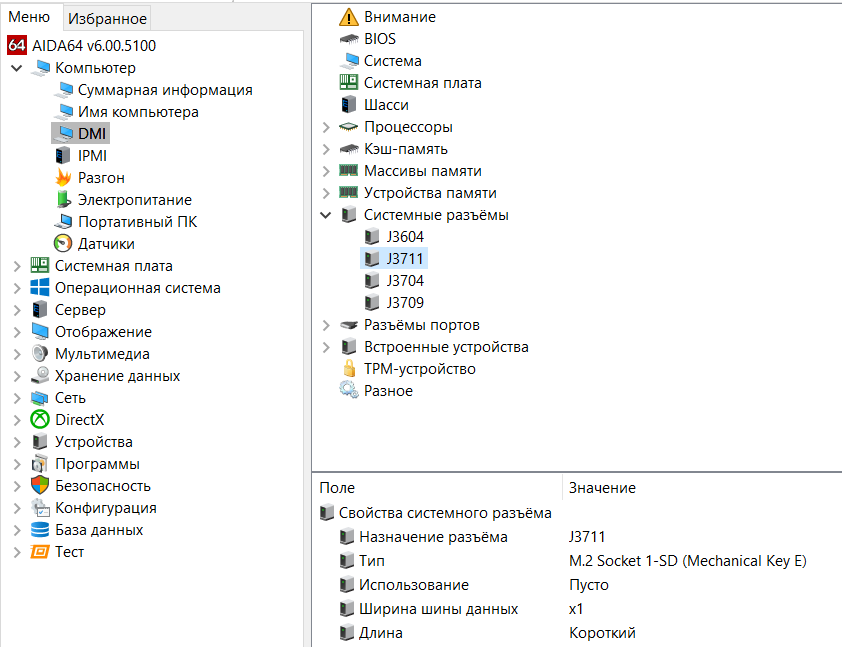 Меню Избранное
AIDA64 v6.00.5100
Компьютер
Суммарная информация
Имя компьютера
DMI
IPMI
Разгон
Электропитание
Портативный ПК
Датчики
Системная плата
Операционная система
Сервер
Отображение
Мультимедиа
Хранение данных
Сеть
DirectX
Устройства
Программы
Безопасность
Конфигурация
База данных
Тест
Внимание
BIOS
Система
Системная плата
Шасси
Процессоры
Кэш-память
Массивы памяти
Устройства памяти
Системные разъёмы
J3604
J3711
J3704
J3709
Разъёмы портов
Встроенные устройства
TPM-устройство
Разное
Поле Значение
Свойства системного разъёма
Назначение разъёма J3711
Тип M.2 Socket 1-SD (Mechanical Key E)
Использование Пусто
Ширина шины данных x1
Длина Короткий